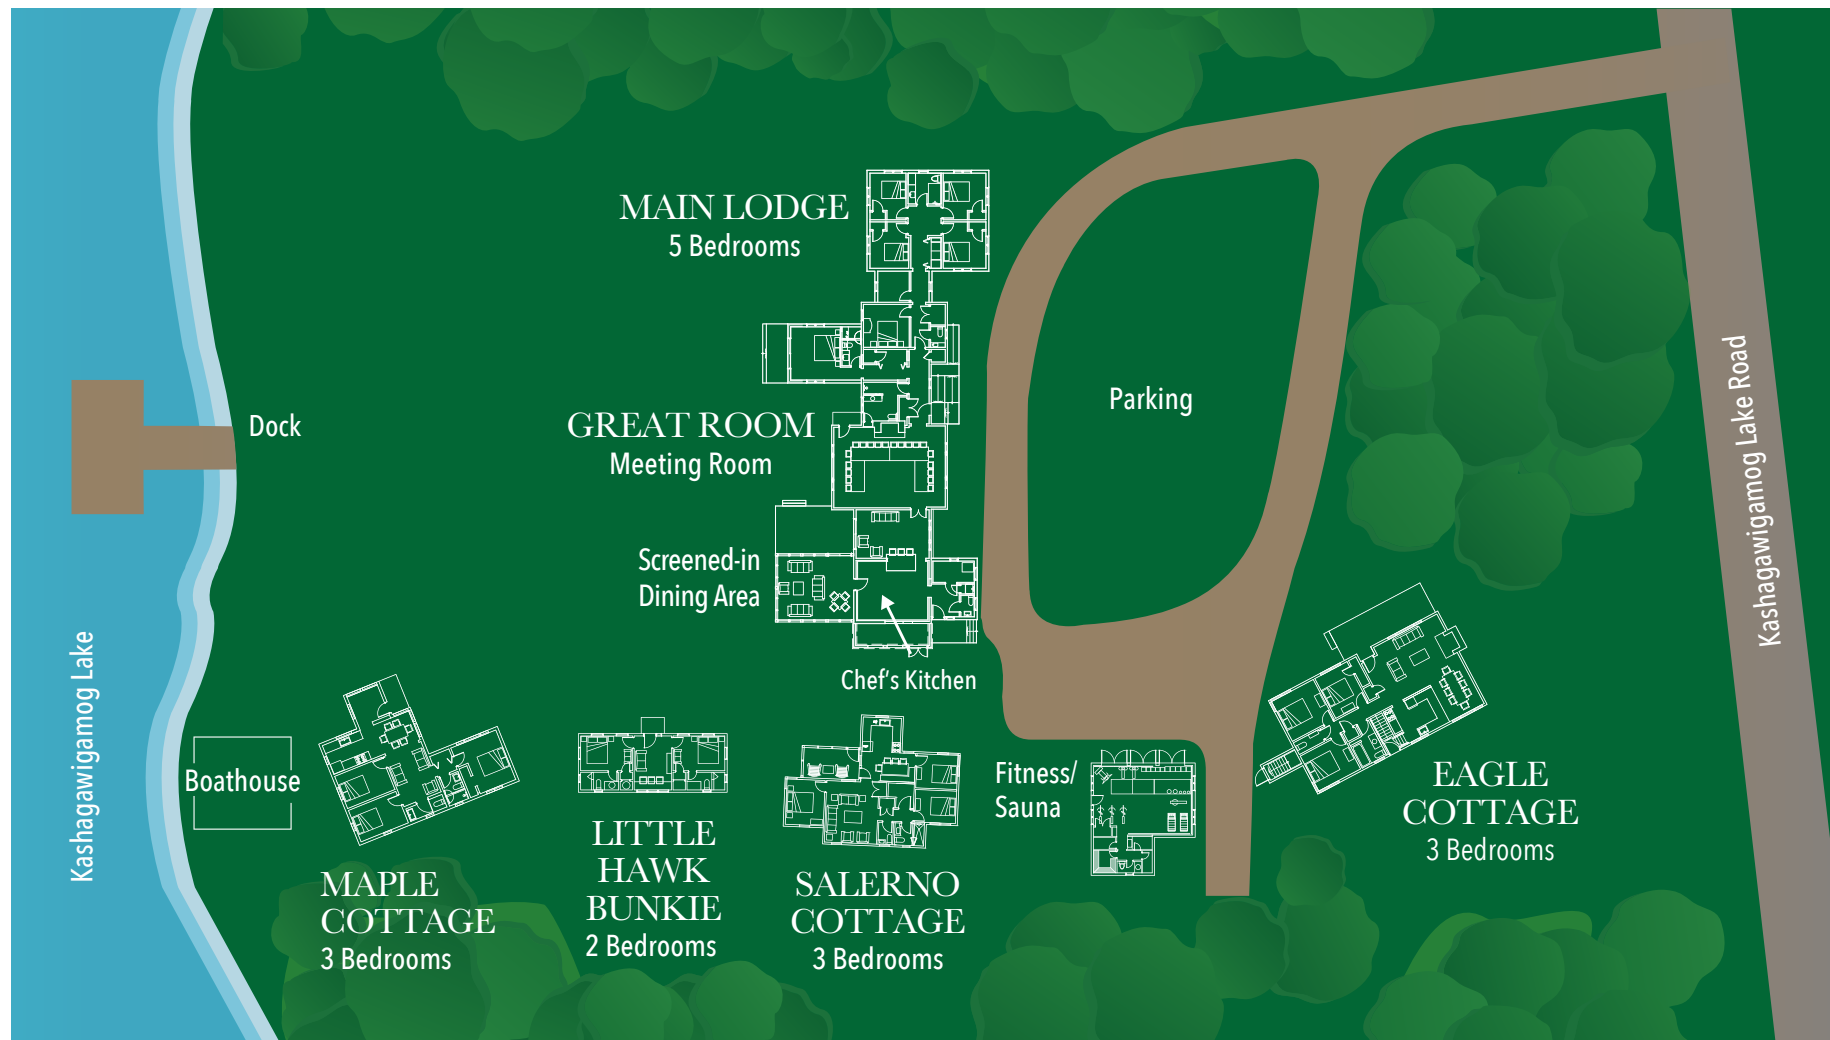 MAIN LODGE
5 Bedrooms
Kashagawigamog Lake Road
Parking
Dock
GREAT ROOM
Meeting Room
Screened-in
Dining Area
Chef's Kitchen
Kashagawigamog Lake
Boathouse
Fitness/
Sauna
EAGLE
COTTAGE
3 Bedrooms
LITTLE
HAWK
BUNKIE
2 Bedrooms
MAPLE
COTTAGE
3 Bedrooms
SALERNO
COTTAGE
3 Bedrooms